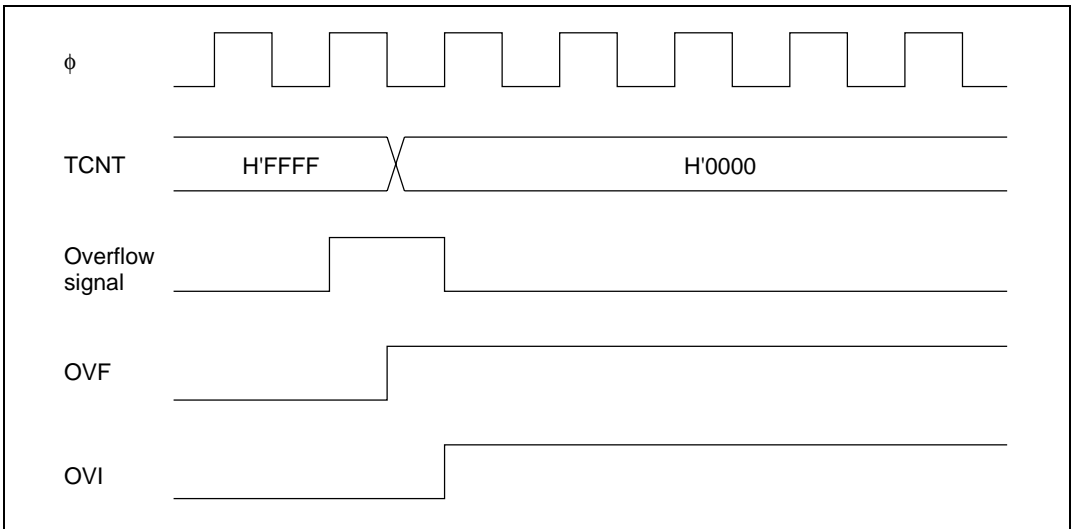 ϕ
TCNT H'FFFF H'0000
Overflow
signal
OVF
OVI